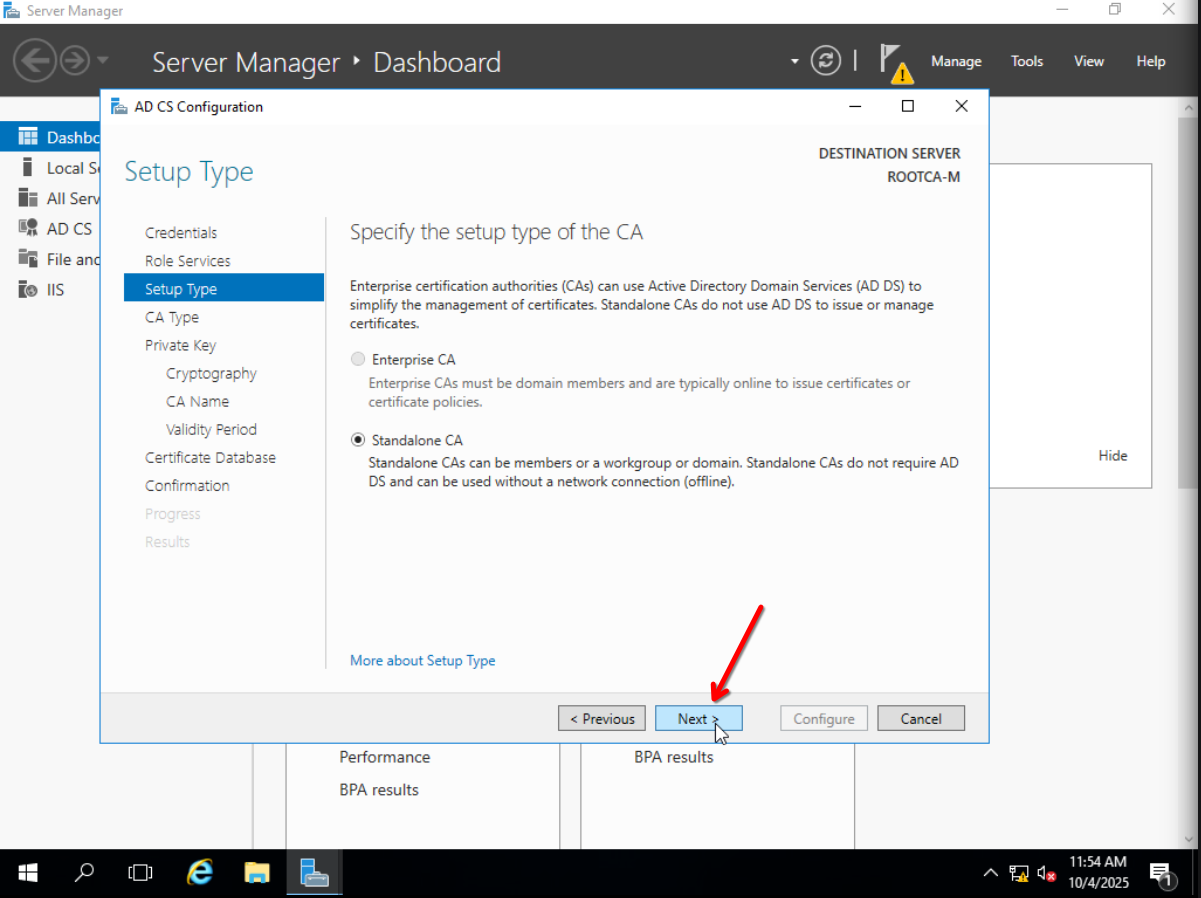 Server Manager
Server Manager ‣ Dashboard
Manage
Tools
View
Help
AD CS Configuration
Dashbo
Local Se
All Serv
AD CS
File and
IIS
Setup Type
DESTINATION SERVER
ROOTCA-M
Credentials
Role Services
Setup Type
CA Type
Private Key
Cryptography
CA Name
Validity Period
Certificate Database
Confirmation
Progress
Results
Specify the setup type of the CA
Enterprise certification authorities (CAs) can use Active Directory Domain Services (AD DS) to
simplify the management of certificates. Standalone CAs do not use AD DS to issue or manage
certificates.
Enterprise CA
Enterprise CAs must be domain members and are typically online to issue certificates or
certificate policies.
Standalone CA
Standalone CAs can be members or a workgroup or domain. Standalone CAs do not require AD
DS and can be used without a network connection (offline).
More about Setup Type
Hide
< Previous
Next >
Configure
Cancel
Performance
BPA results
BPA results
11:54 AM
10/4/2025
1